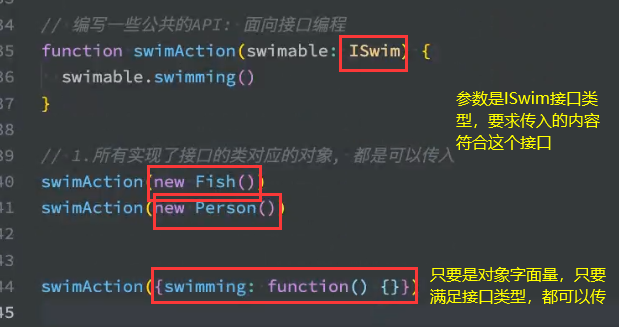 34 // 编写一些公共的API: 面向接口编程
35 function swimAction(swimable: ISwim) {
36 swimable.swimming()
37 }
38
39 // 1.所有实现了接口的类对应的对象, 都是可以传入
40 swimAction(new Fish())
41 swimAction(new Person())
42
43
44 swimAction({swimming: function() {}})
45
参数是ISwim接口类
型，要求传入的内容
符合这个接口
只要是对象字面量，只要
满足接口类型，都可以传